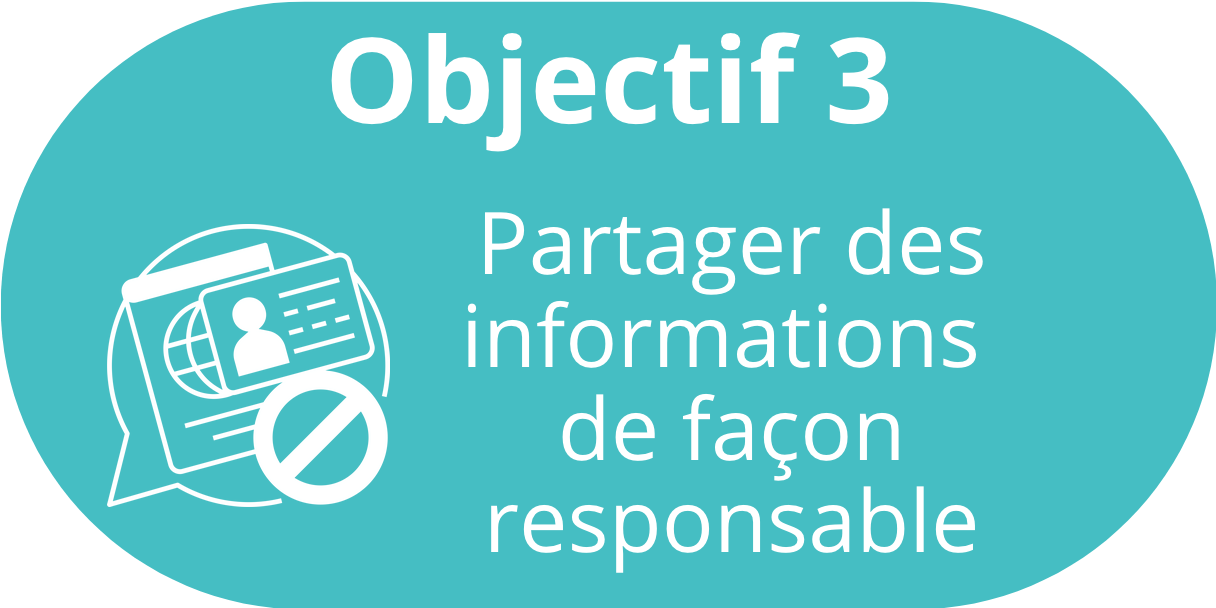 Objectif 3
Partager des
informations
de façon
responsable